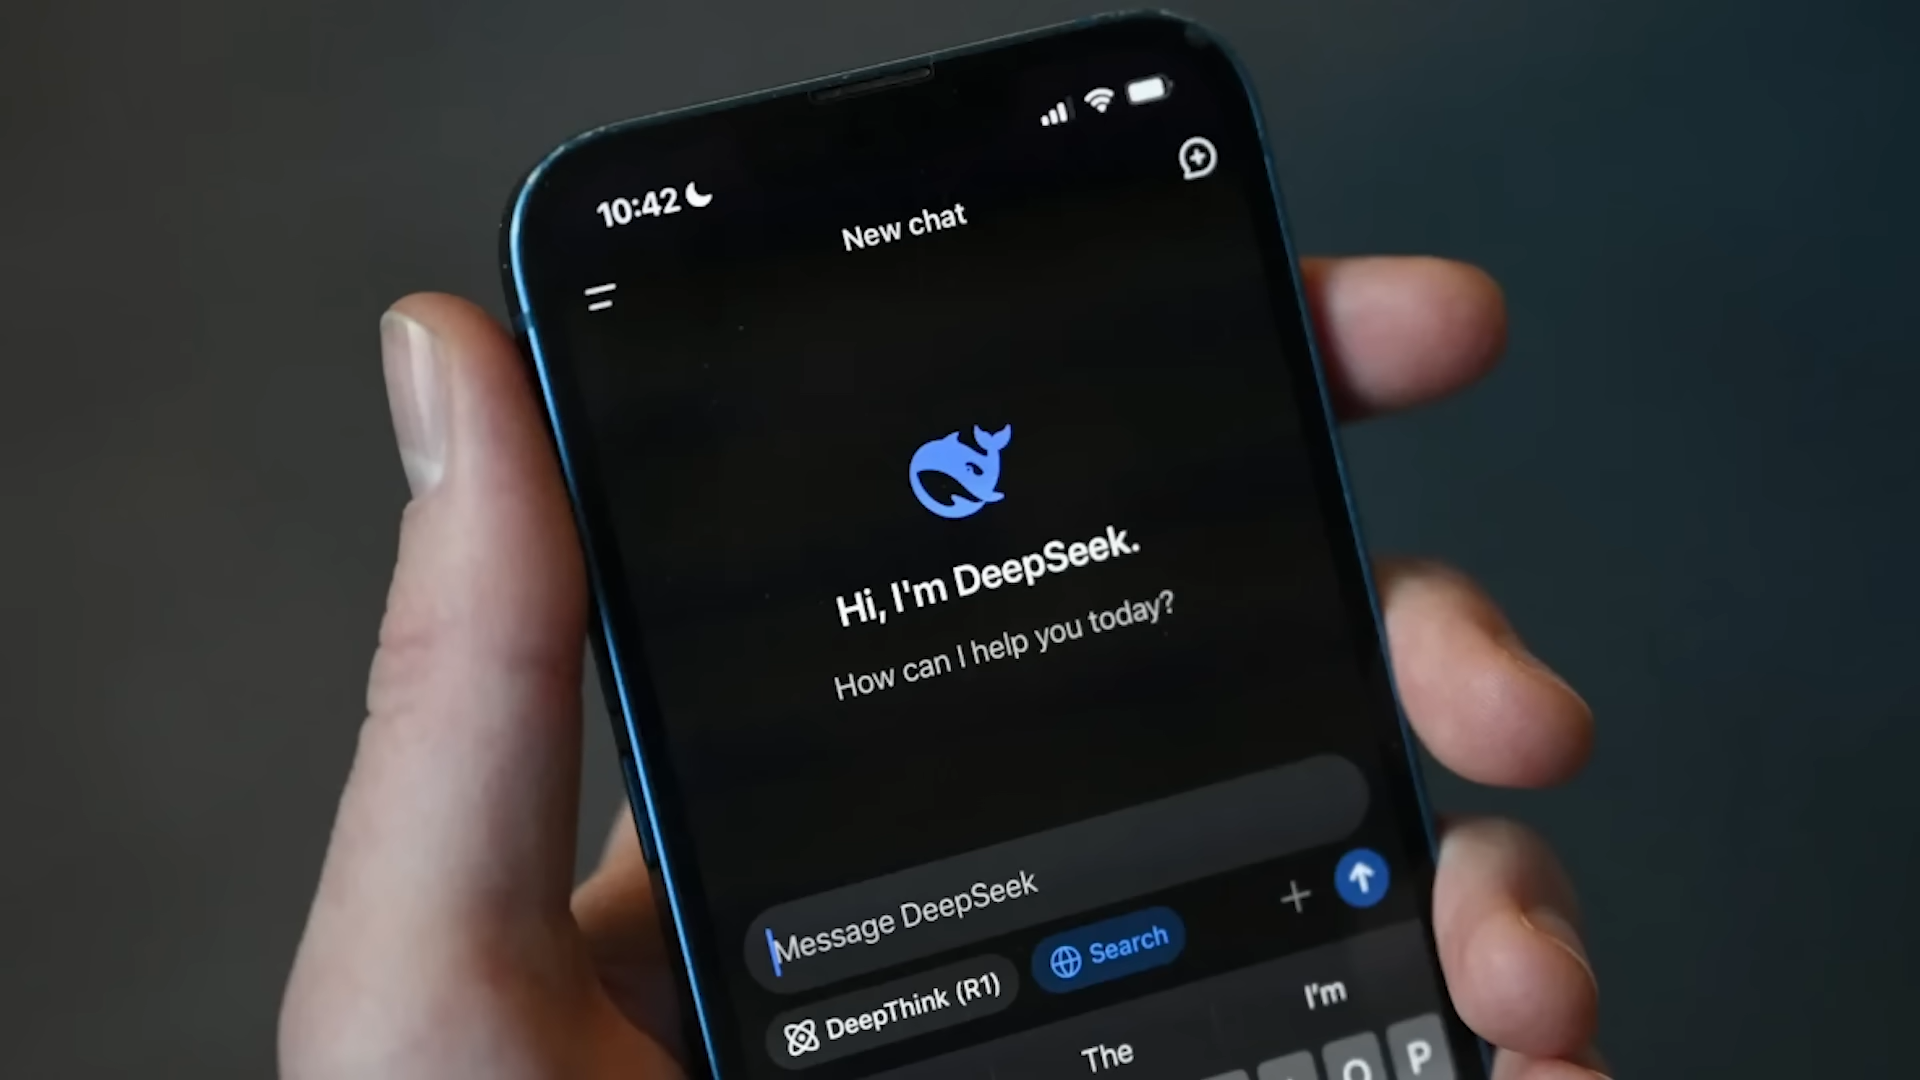 10:42
New chat
Hi, I'm DeepSeek.
How can I help you today?
Message DeepSeek
DeepThink (R1)
Search
The
I'm
O
P